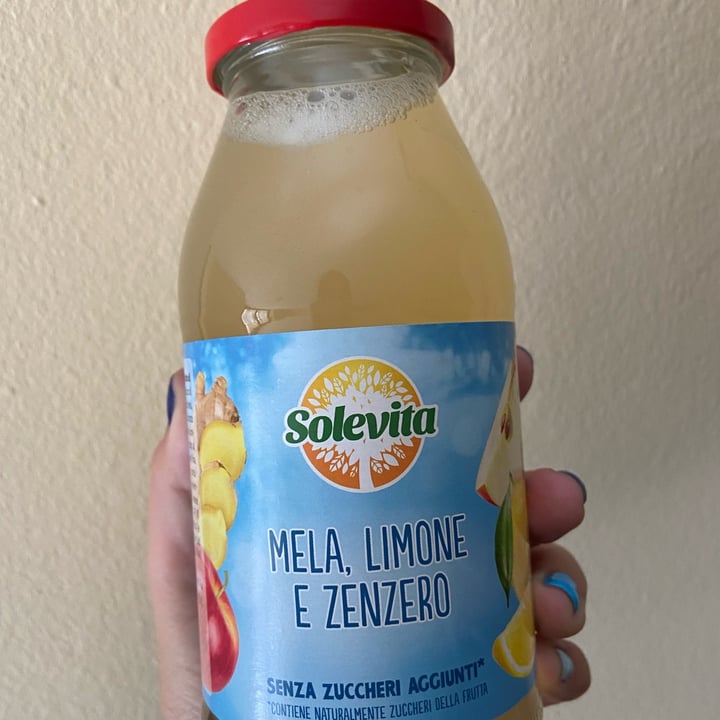 Solevita
MELA, LIMONE
E ZENZERO
SENZA ZUCCHERI AGGIUNTI*
*CONTIENE NATURALMENTE ZUCCHERI DELLA FRUTTA